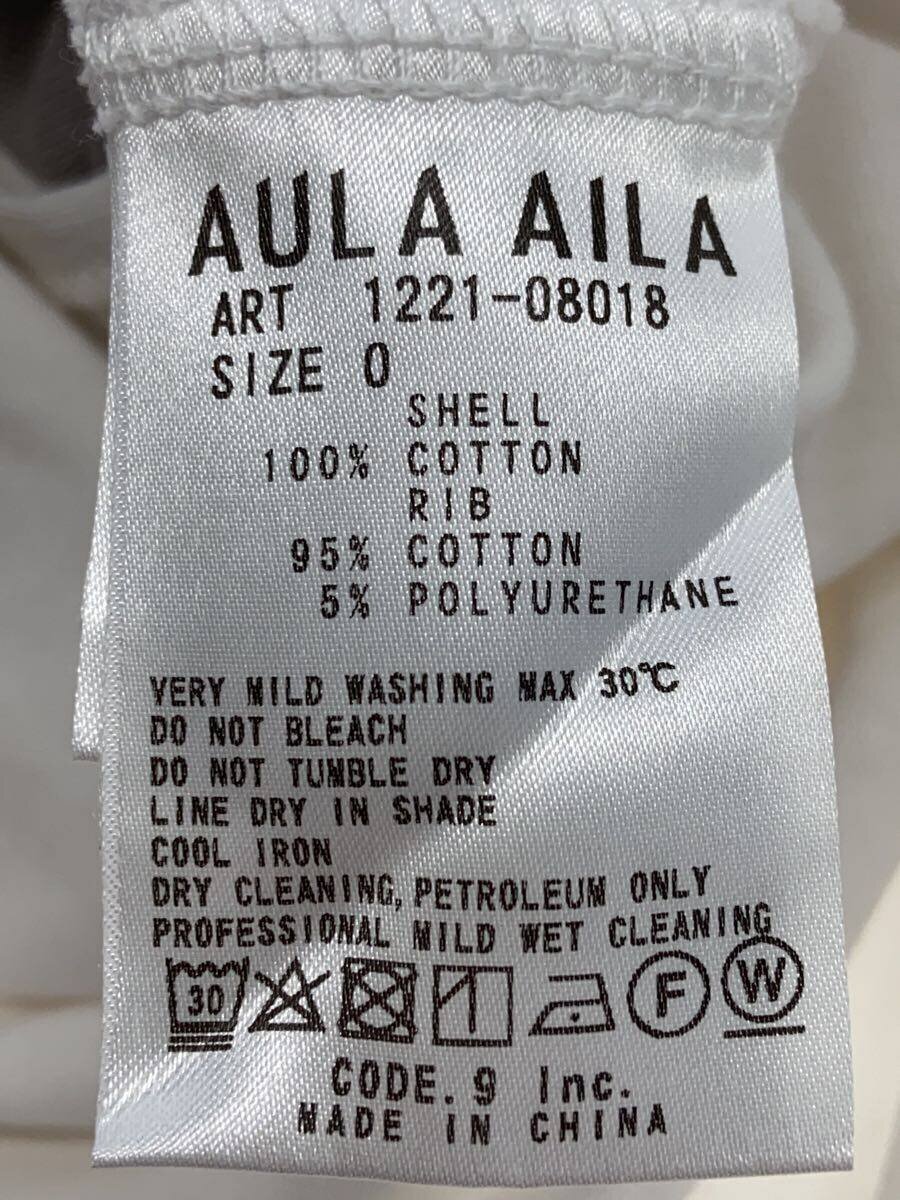 AULA AILA
ART 1221-08018
SIZE 0
SHELL
100% COTTON
RIB
95% COTTON
5% POLYURETHANE
VERY MILD WASHING MAX 30℃
DO NOT BLEACH
DO NOT TUMBLE DRY
LINE DRY IN SHADE
COOL IRON
DRY CLEANING, PETROLEUM ONLY
PROFESSIONAL MILD WET CLEANING
30 F W
CODE.9 Inc.
MADE IN CHINA